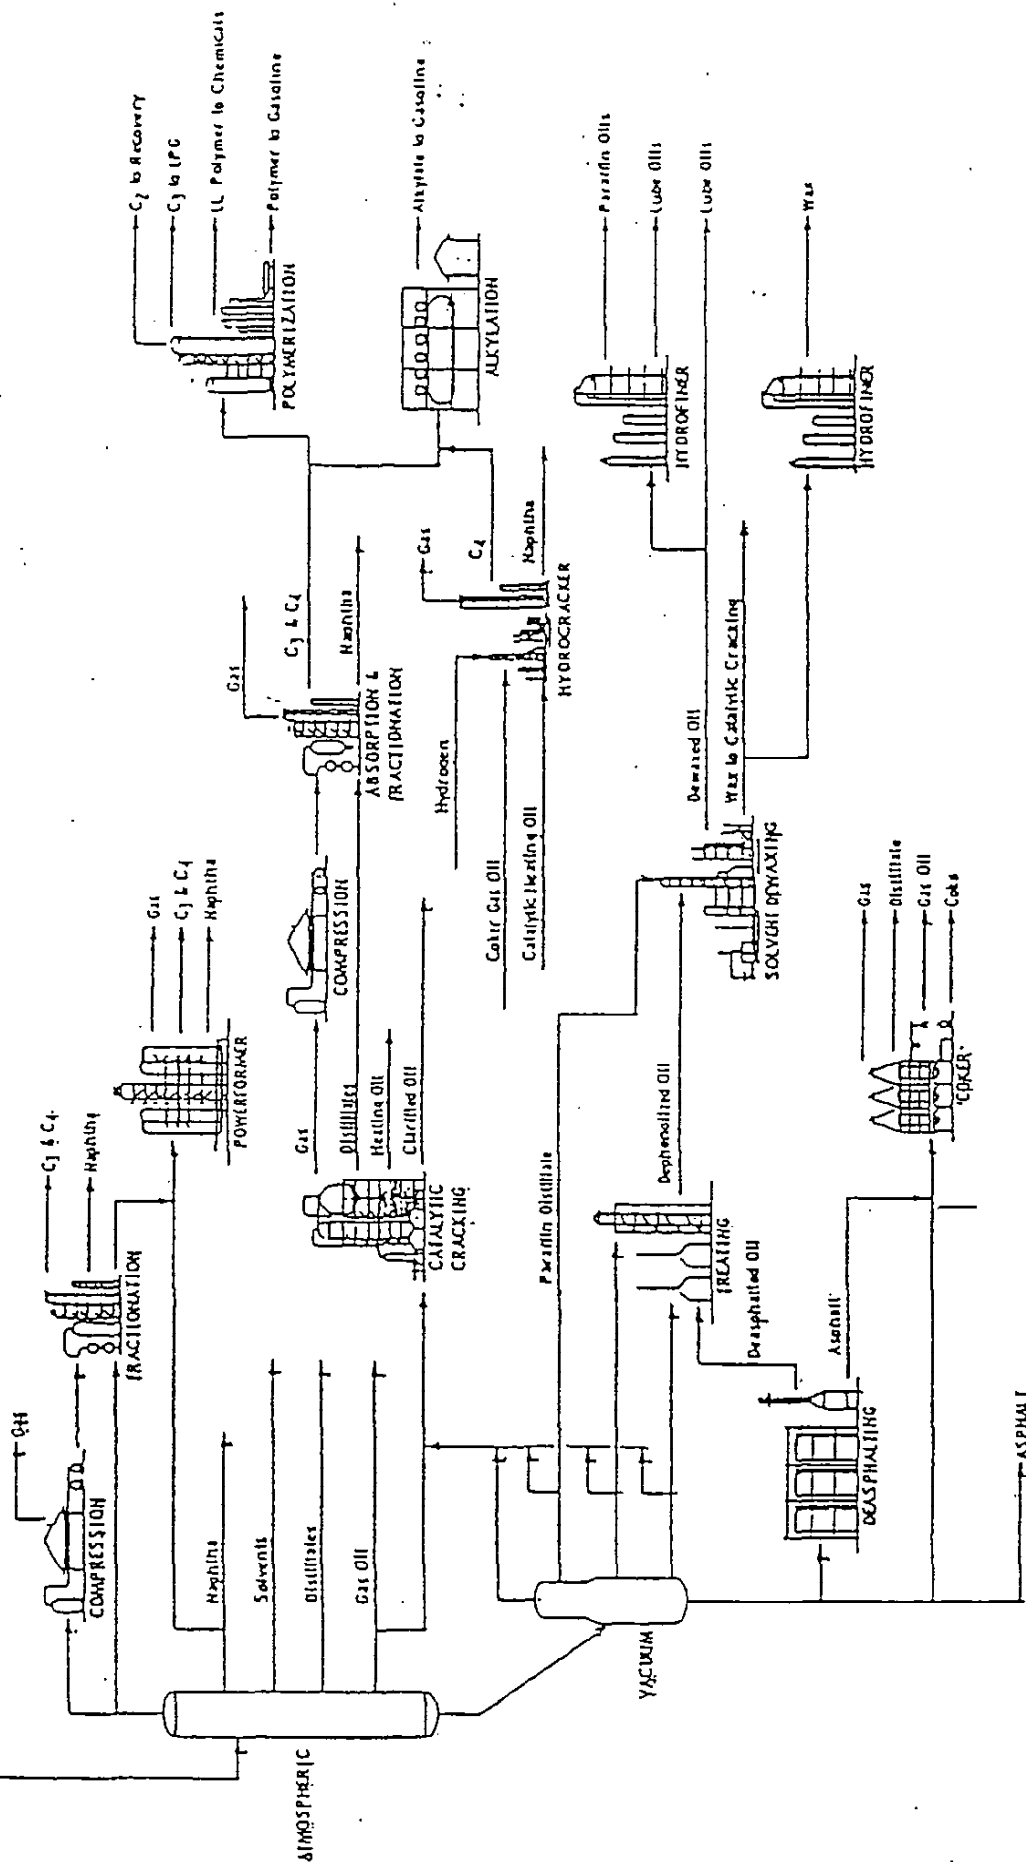 Gas
COMPRESSION
C3 & C4
Naphtha
FRACTIONATION
Gas
C3 & C4
Naphtha
POWERFORMER
Naphtha
Solvents
Distillates
Gas Oil
ATMOSPHERIC
Gas
Distillates
Heating Oil
Clarified Oil
CATALYTIC
CRACKING
COMPRESSION
Gas
C3 & C4
Naphtha
ABSORPTION &
FRACTIONATION
C2 to Recovery
C3 to LPG
Polymer to Chemicals
Polymer to Gasoline
POLYMERIZATION
Alkylate to Gasoline
ALKYLATION
Hydrogen
Coker Gas Oil
Catalytic Heating Oil
Gas
C4
Naphtha
HYDROCRACKER
VACUUM
Paraffin Distillate
TREATING
Dephenolized Oil
Deasphalted Oil
SOLVENT DEWAXING
Dewaxed Oil
Wax to Catalytic Cracking
Paraffin Oils
Lube Oils
HYDROFINER
Lube Oils
Wax
HYDROFINER
DEASPHALTING
Asphalt
Gas
Distillate
Gas Oil
Coke
'COKER'
ASPHALT